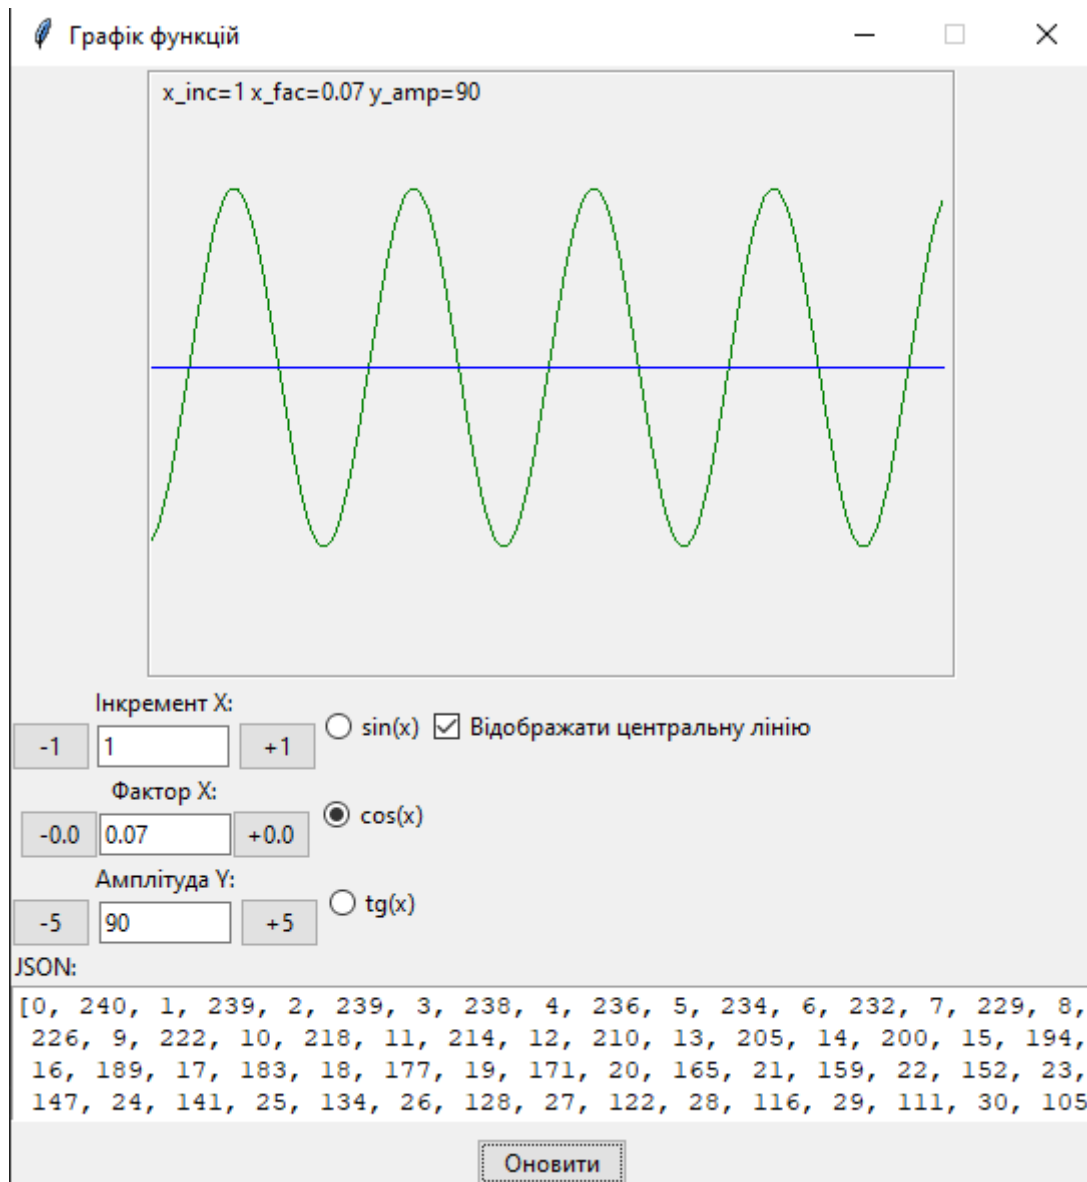 Графік функцій
x_inc=1 x_fac=0.07 y_amp=90
Інкремент X:
-1 1 +1 sin(x) Відображати центральну лінію
Фактор X:
-0.0 0.07 +0.0 cos(x)
Амплітуда Y:
-5 90 +5 tg(x)
JSON:
[0, 240, 1, 239, 2, 239, 3, 238, 4, 236, 5, 234, 6, 232, 7, 229, 8,
226, 9, 222, 10, 218, 11, 214, 12, 210, 13, 205, 14, 200, 15, 194,
16, 189, 17, 183, 18, 177, 19, 171, 20, 165, 21, 159, 22, 152, 23,
147, 24, 141, 25, 134, 26, 128, 27, 122, 28, 116, 29, 111, 30, 105
Оновити